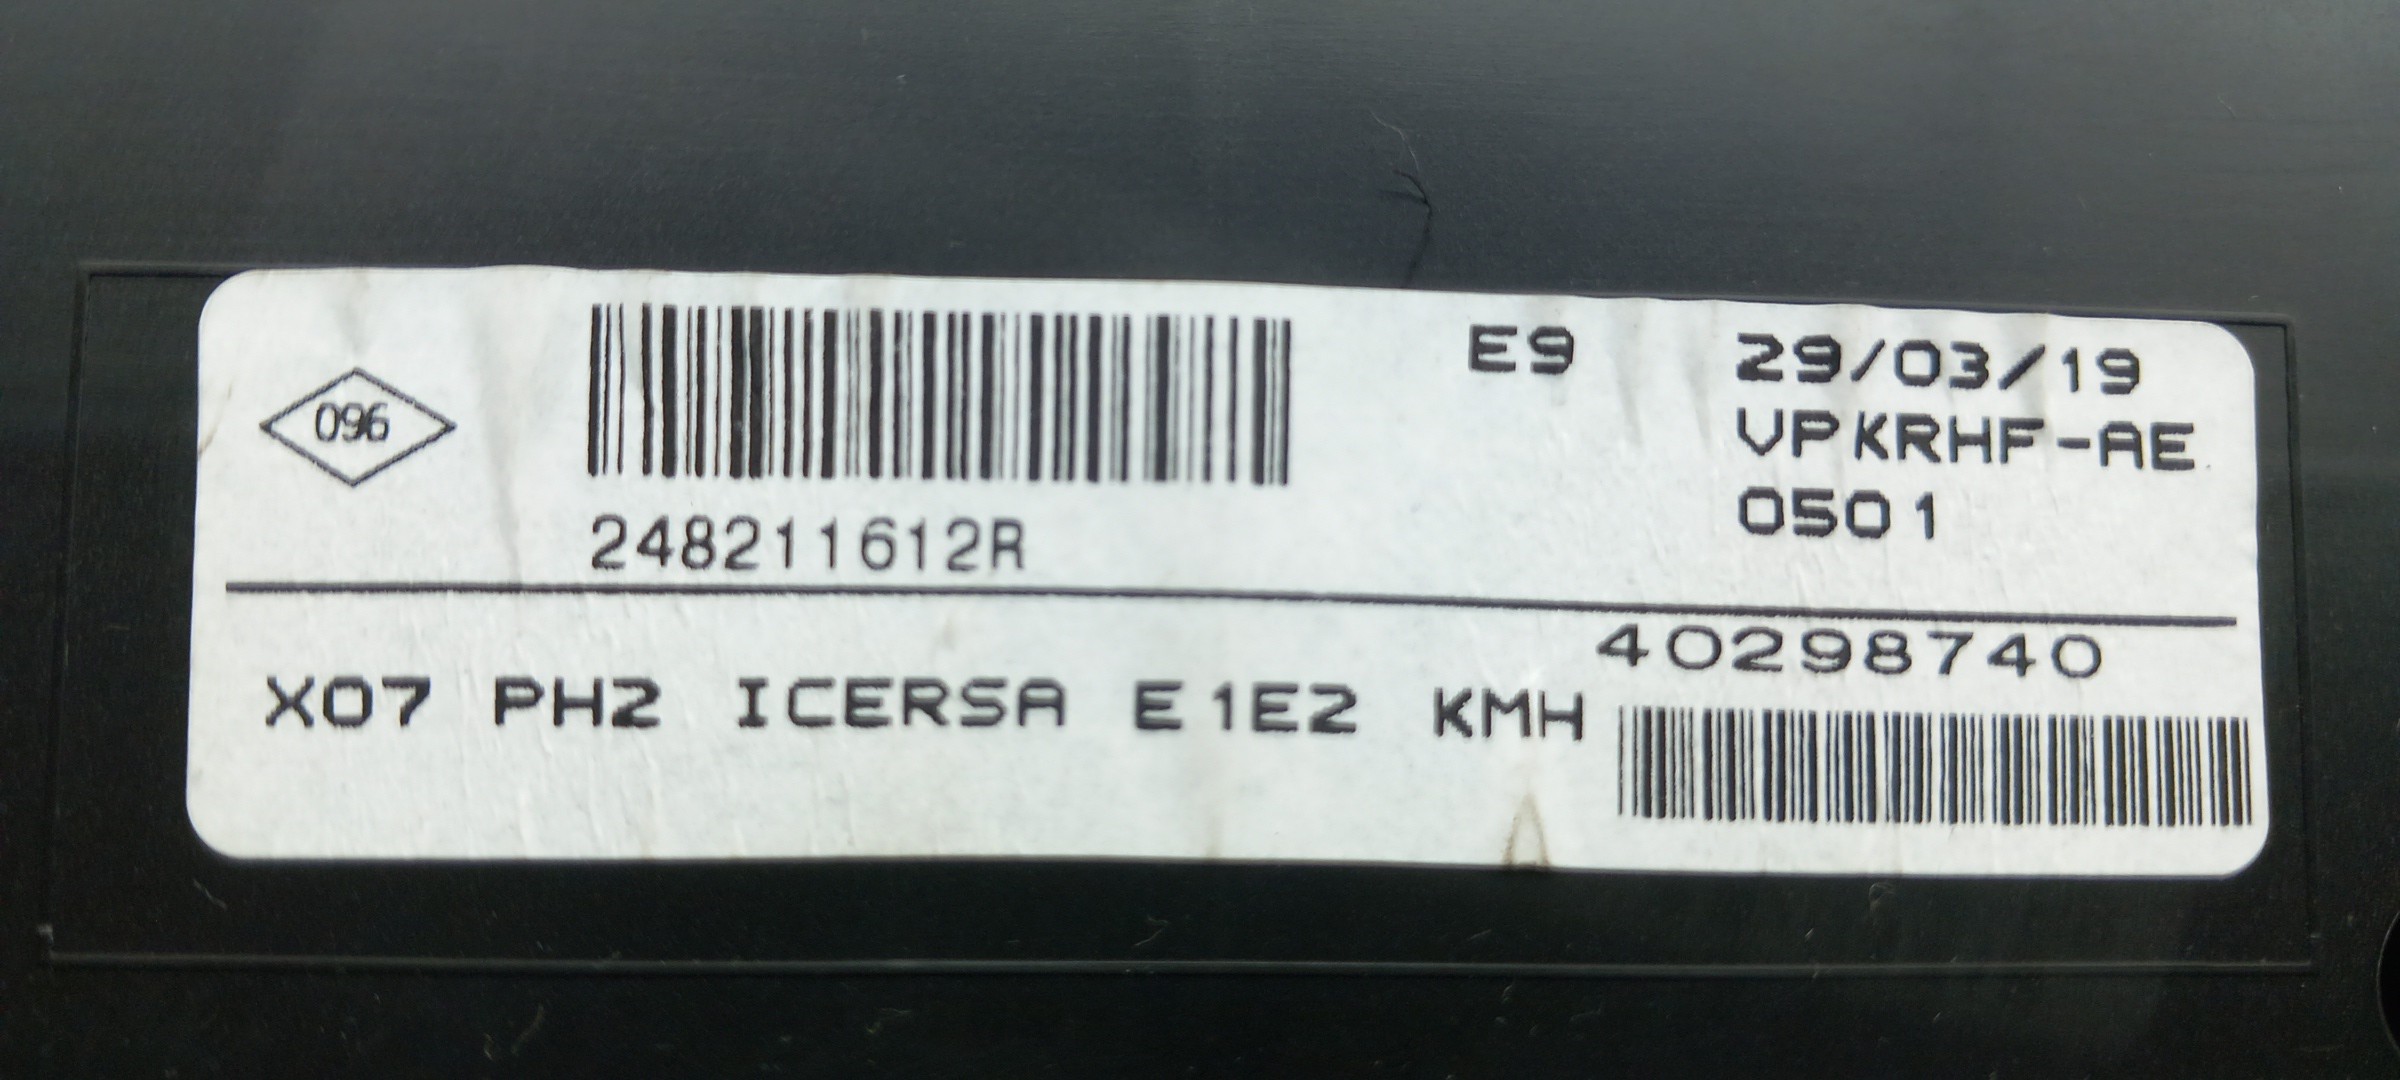 096
248211612R
E9
29/03/19
VPKRHF-AE
0501
40298740
X07 PH2 ICERSA E1E2 KMH